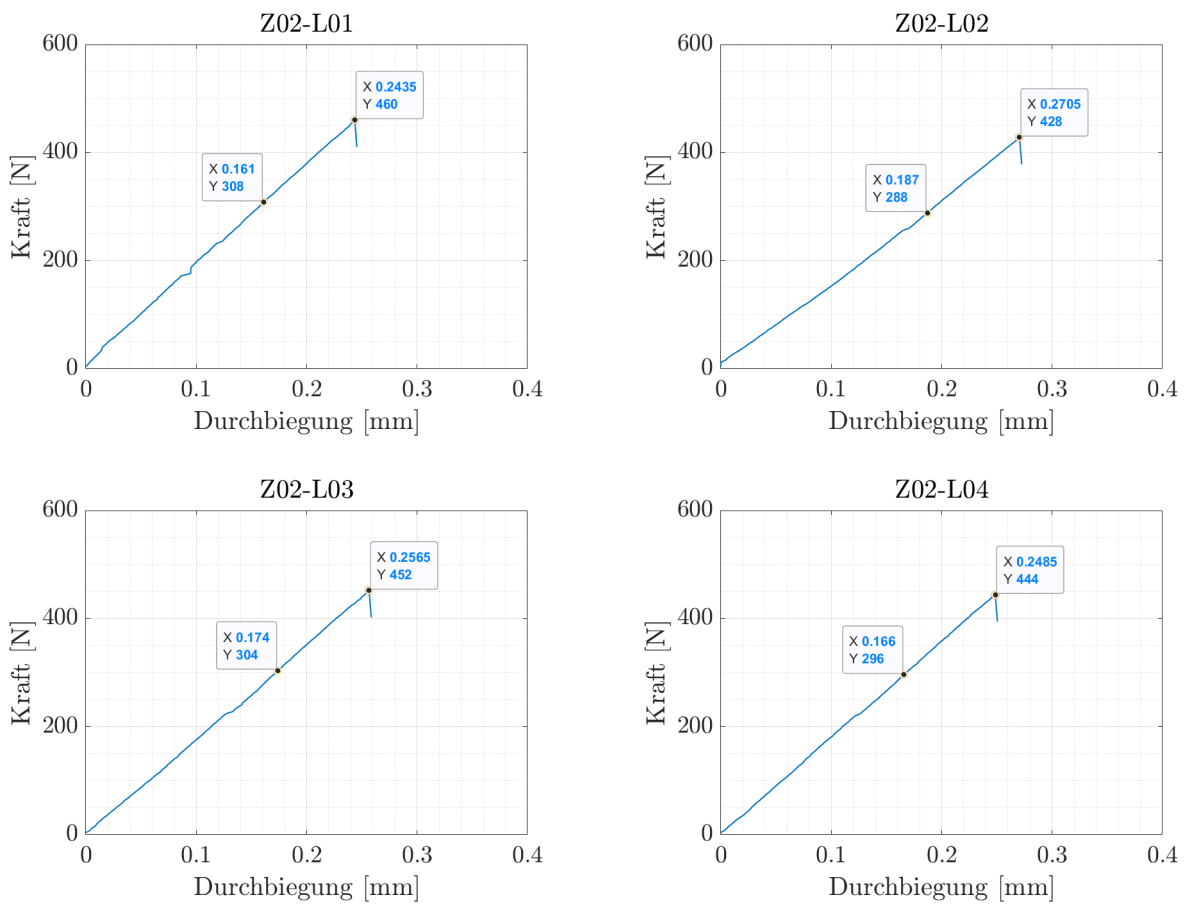 Z02-L01
600
400
200
0
Kraft [N]
X 0.2435
Y 460
X 0.161
Y 308
0 0.1 0.2 0.3 0.4
Durchbiegung [mm]
Z02-L02
600
400
200
0
Kraft [N]
X 0.2705
Y 428
X 0.187
Y 288
0 0.1 0.2 0.3 0.4
Durchbiegung [mm]
Z02-L03
600
400
200
0
Kraft [N]
X 0.2565
Y 452
X 0.174
Y 304
0 0.1 0.2 0.3 0.4
Durchbiegung [mm]
Z02-L04
600
400
200
0
Kraft [N]
X 0.2485
Y 444
X 0.166
Y 296
0 0.1 0.2 0.3 0.4
Durchbiegung [mm]